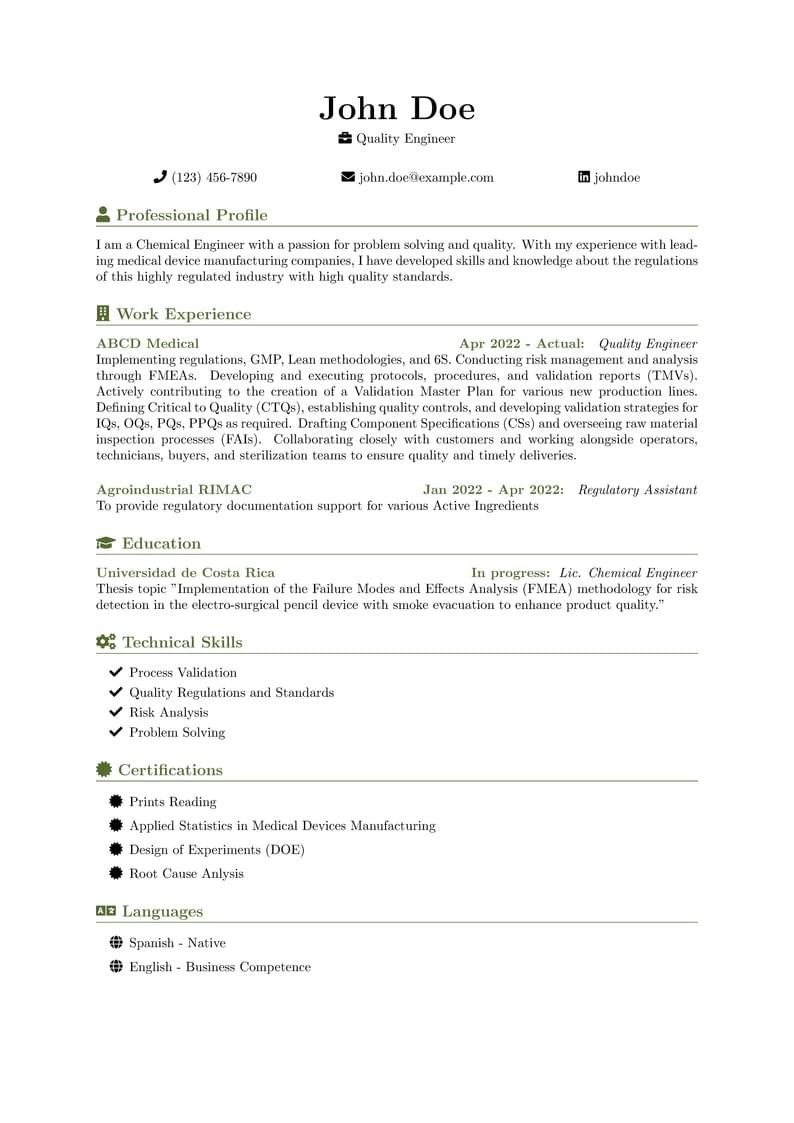 John Doe
Quality Engineer
(123) 456-7890 john.doe@example.com johndoe
Professional Profile
I am a Chemical Engineer with a passion for problem solving and quality. With my experience with lead-
ing medical device manufacturing companies, I have developed skills and knowledge about the regulations
of this highly regulated industry with high quality standards.
Work Experience
ABCD Medical Apr 2022 - Actual: Quality Engineer
Implementing regulations, GMP, Lean methodologies, and 6S. Conducting risk management and analysis
through FMEAs. Developing and executing protocols, procedures, and validation reports (TMVs).
Actively contributing to the creation of a Validation Master Plan for various new production lines.
Defining Critical to Quality (CTQs), establishing quality controls, and developing validation strategies for
IQs, OQs, PQs, PPQs as required. Drafting Component Specifications (CSs) and overseeing raw material
inspection processes (FAIs). Collaborating closely with customers and working alongside operators,
technicians, buyers, and sterilization teams to ensure quality and timely deliveries.
Agroindustrial RIMAC Jan 2022 - Apr 2022: Regulatory Assistant
To provide regulatory documentation support for various Active Ingredients
Education
Universidad de Costa Rica In progress: Lic. Chemical Engineer
Thesis topic ”Implementation of the Failure Modes and Effects Analysis (FMEA) methodology for risk
detection in the electro-surgical pencil device with smoke evacuation to enhance product quality.”
Technical Skills
Process Validation
Quality Regulations and Standards
Risk Analysis
Problem Solving
Certifications
Prints Reading
Applied Statistics in Medical Devices Manufacturing
Design of Experiments (DOE)
Root Cause Anlysis
Languages
Spanish - Native
English - Business Competence